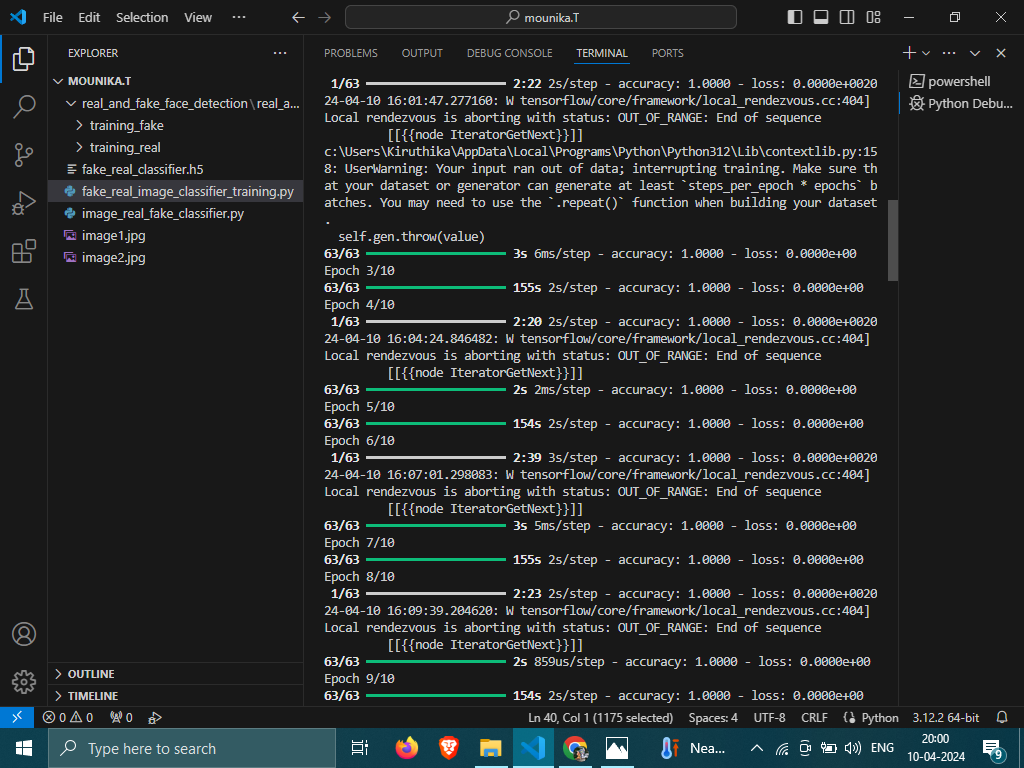 File Edit Selection View ··· mounika.T
EXPLORER ···
MOUNIKA.T
real_and_fake_face_detection\real_a...
training_fake
training_real
fake_real_classifier.h5
fake_real_image_classifier_training.py
image_real_fake_classifier.py
image1.jpg
image2.jpg
OUTLINE
TIMELINE
PROBLEMS OUTPUT DEBUG CONSOLE TERMINAL PORTS
1/63 2:22 2s/step - accuracy: 1.0000 - loss: 0.0000e+0020
24-04-10 16:01:47.277160: W tensorflow/core/framework/local_rendezvous.cc:404]
Local rendezvous is aborting with status: OUT_OF_RANGE: End of sequence
[[{{node IteratorGetNext}}]]
c:\Users\Kiruthika\AppData\Local\Programs\Python\Python312\Lib\contextlib.py:15
8: UserWarning: Your input ran out of data; interrupting training. Make sure th
at your dataset or generator can generate at least `steps_per_epoch * epochs` b
atches. You may need to use the `.repeat()` function when building your dataset
.
self.gen.throw(value)
63/63 3s 6ms/step - accuracy: 1.0000 - loss: 0.0000e+00
Epoch 3/10
63/63 155s 2s/step - accuracy: 1.0000 - loss: 0.0000e+00
Epoch 4/10
1/63 2:20 2s/step - accuracy: 1.0000 - loss: 0.0000e+0020
24-04-10 16:04:24.846482: W tensorflow/core/framework/local_rendezvous.cc:404]
Local rendezvous is aborting with status: OUT_OF_RANGE: End of sequence
[[{{node IteratorGetNext}}]]
63/63 2s 2ms/step - accuracy: 1.0000 - loss: 0.0000e+00
Epoch 5/10
63/63 154s 2s/step - accuracy: 1.0000 - loss: 0.0000e+00
Epoch 6/10
1/63 2:39 3s/step - accuracy: 1.0000 - loss: 0.0000e+0020
24-04-10 16:07:01.298083: W tensorflow/core/framework/local_rendezvous.cc:404]
Local rendezvous is aborting with status: OUT_OF_RANGE: End of sequence
[[{{node IteratorGetNext}}]]
63/63 3s 5ms/step - accuracy: 1.0000 - loss: 0.0000e+00
Epoch 7/10
63/63 155s 2s/step - accuracy: 1.0000 - loss: 0.0000e+00
Epoch 8/10
1/63 2:23 2s/step - accuracy: 1.0000 - loss: 0.0000e+0020
24-04-10 16:09:39.204620: W tensorflow/core/framework/local_rendezvous.cc:404]
Local rendezvous is aborting with status: OUT_OF_RANGE: End of sequence
[[{{node IteratorGetNext}}]]
63/63 2s 859us/step - accuracy: 1.0000 - loss: 0.0000e+00
Epoch 9/10
63/63 154s 2s/step - accuracy: 1.0000 - loss: 0.0000e+00
powershell
Python Debu...
0 0 0 Ln 40, Col 1 (1175 selected) Spaces: 4 UTF-8 CRLF Python 3.12.2 64-bit
Type here to search Nea... ENG 20:00
10-04-2024 9